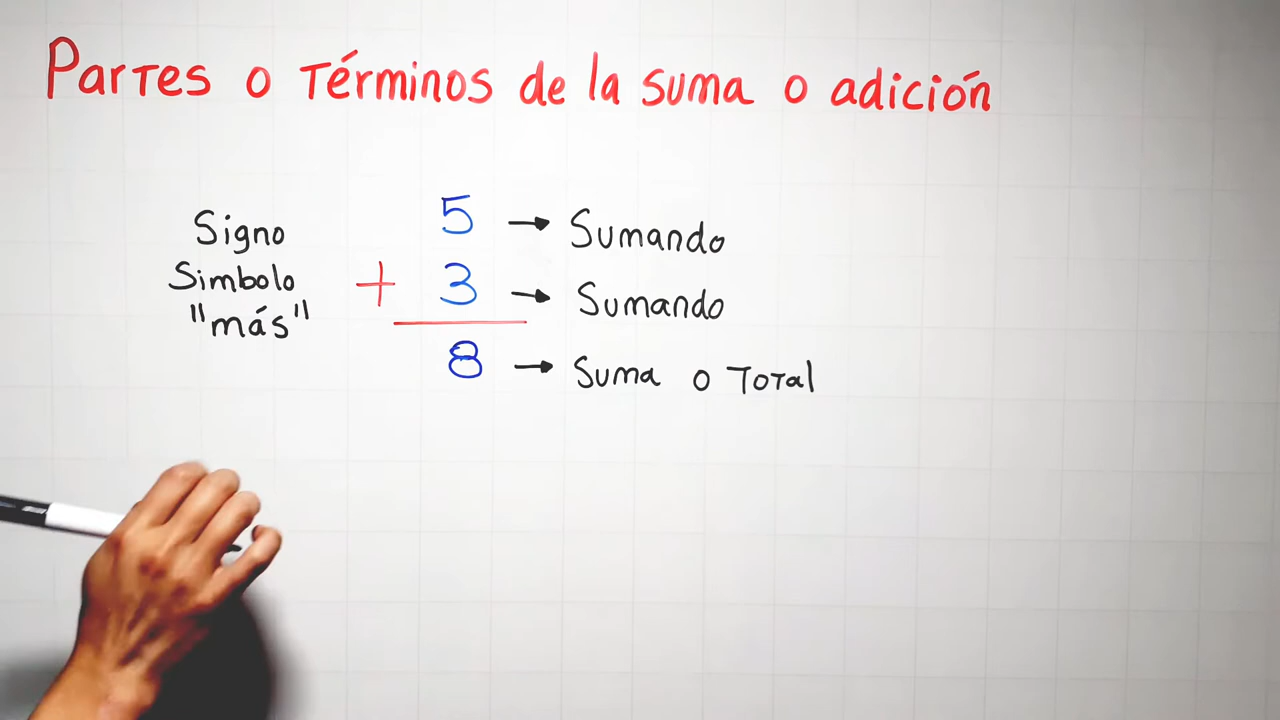 Partes o Términos de la suma o adición
Signo
Simbolo
"más"
5 → Sumando
+ 3 → Sumando
8 → Suma o Total